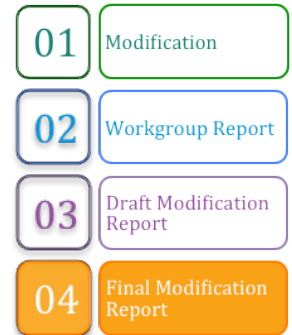 01 Modification
02 Workgroup Report
03 Draft Modification
Report
04 Final Modification
Report